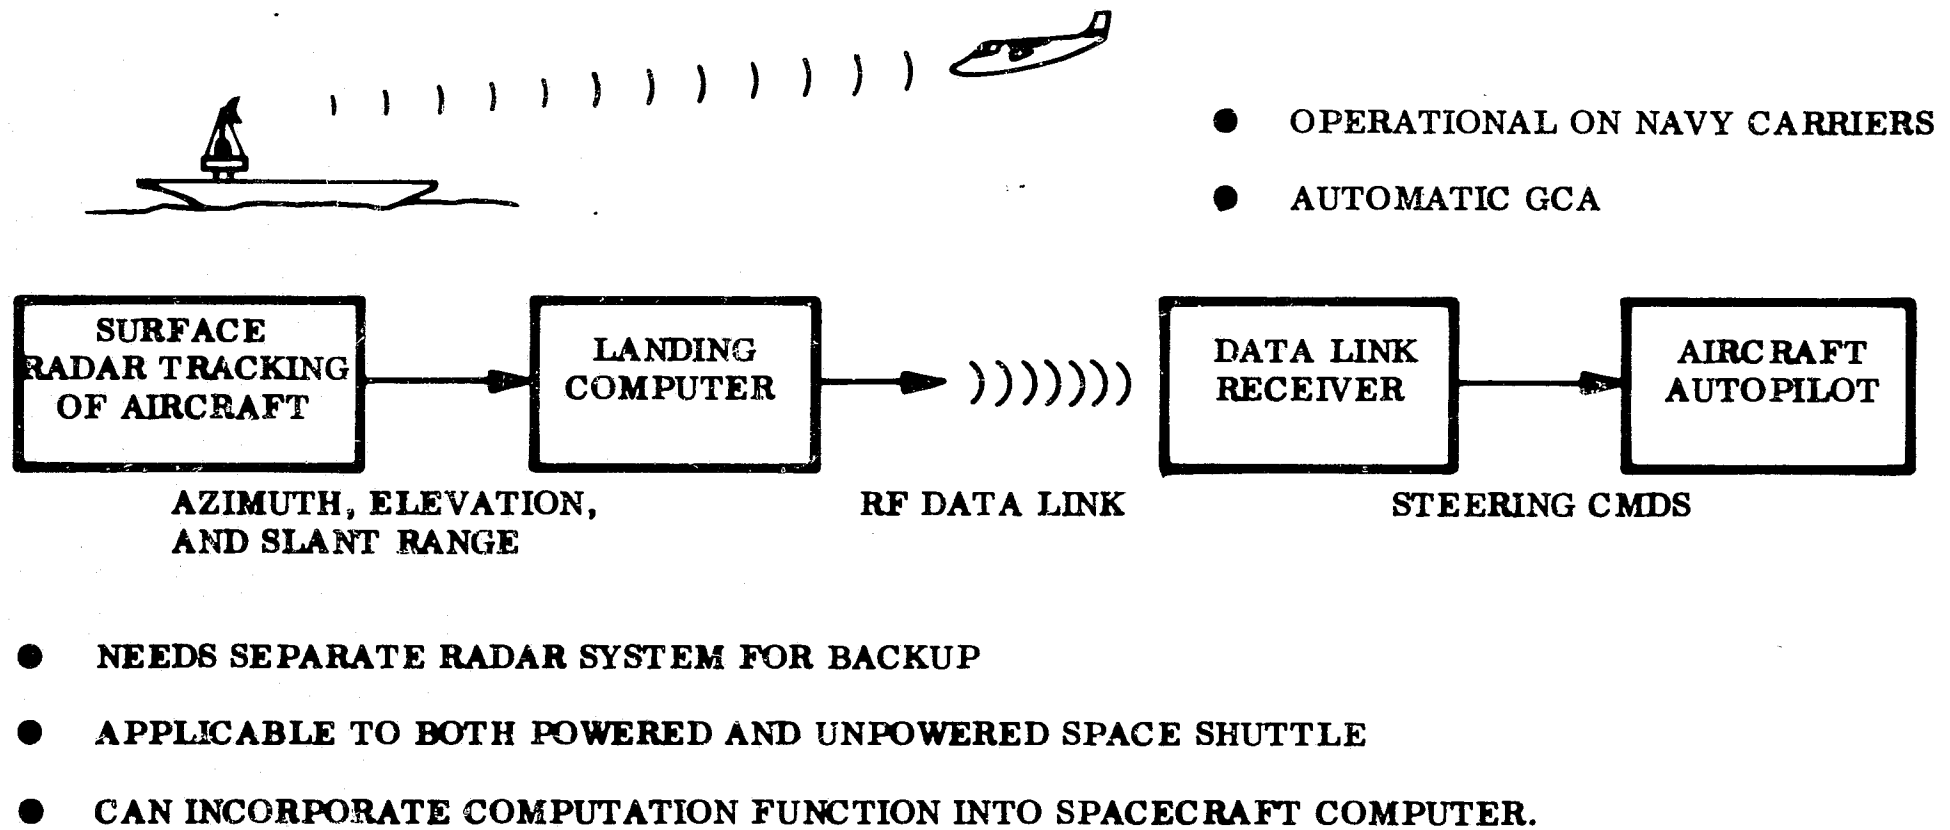 ● OPERATIONAL ON NAVY CARRIERS
● AUTOMATIC GCA
SURFACE
RADAR TRACKING
OF AIRCRAFT
LANDING
COMPUTER
DATA LINK
RECEIVER
AIRCRAFT
AUTOPILOT
AZIMUTH, ELEVATION,
AND SLANT RANGE
RF DATA LINK
STEERING CMDS
● NEEDS SEPARATE RADAR SYSTEM FOR BACKUP
● APPLICABLE TO BOTH POWERED AND UNPOWERED SPACE SHUTTLE
● CAN INCORPORATE COMPUTATION FUNCTION INTO SPACECRAFT COMPUTER.